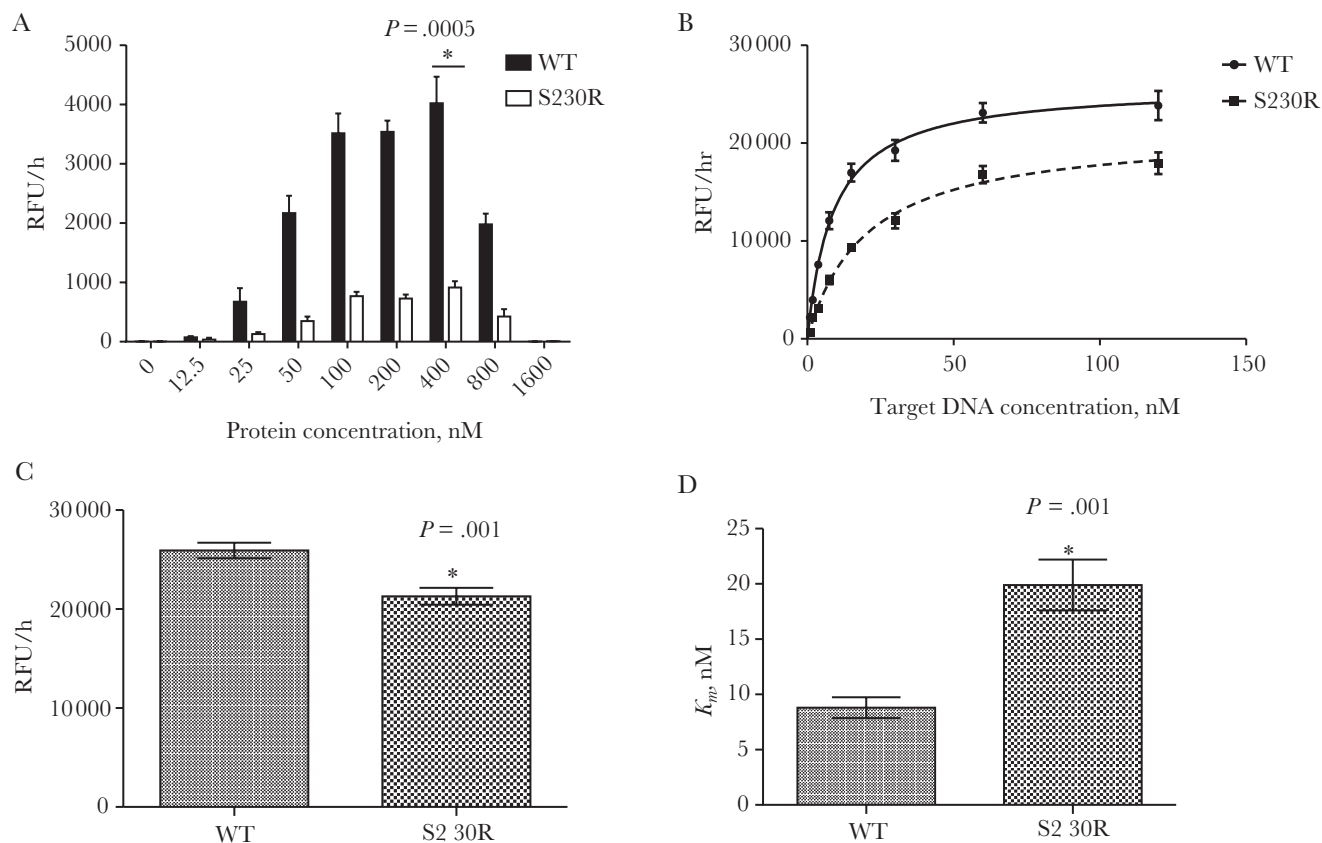 A
P = .0005
*
WT
S230R
5000
4000
3000
2000
1000
0
RFU/h
0 12.5 25 50 100 200 400 800 1600
Protein concentration, nM
B
WT
S230R
30 000
20 000
10 000
0
RFU/hr
0 50 100 150
Target DNA concentration, nM
C
P = .001
*
30 000
20 000
10 000
0
RFU/h
WT S2 30R
D
P = .001
*
25
20
15
10
5
0
Km, nM
WT S2 30R